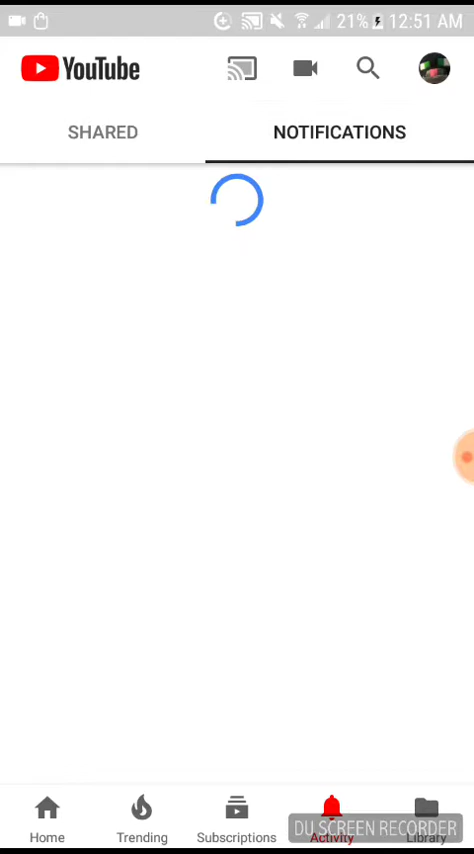 21% 12:51 AM
YouTube
SHARED NOTIFICATIONS
Home Trending Subscriptions Activity Library
DU SCREEN RECORDER